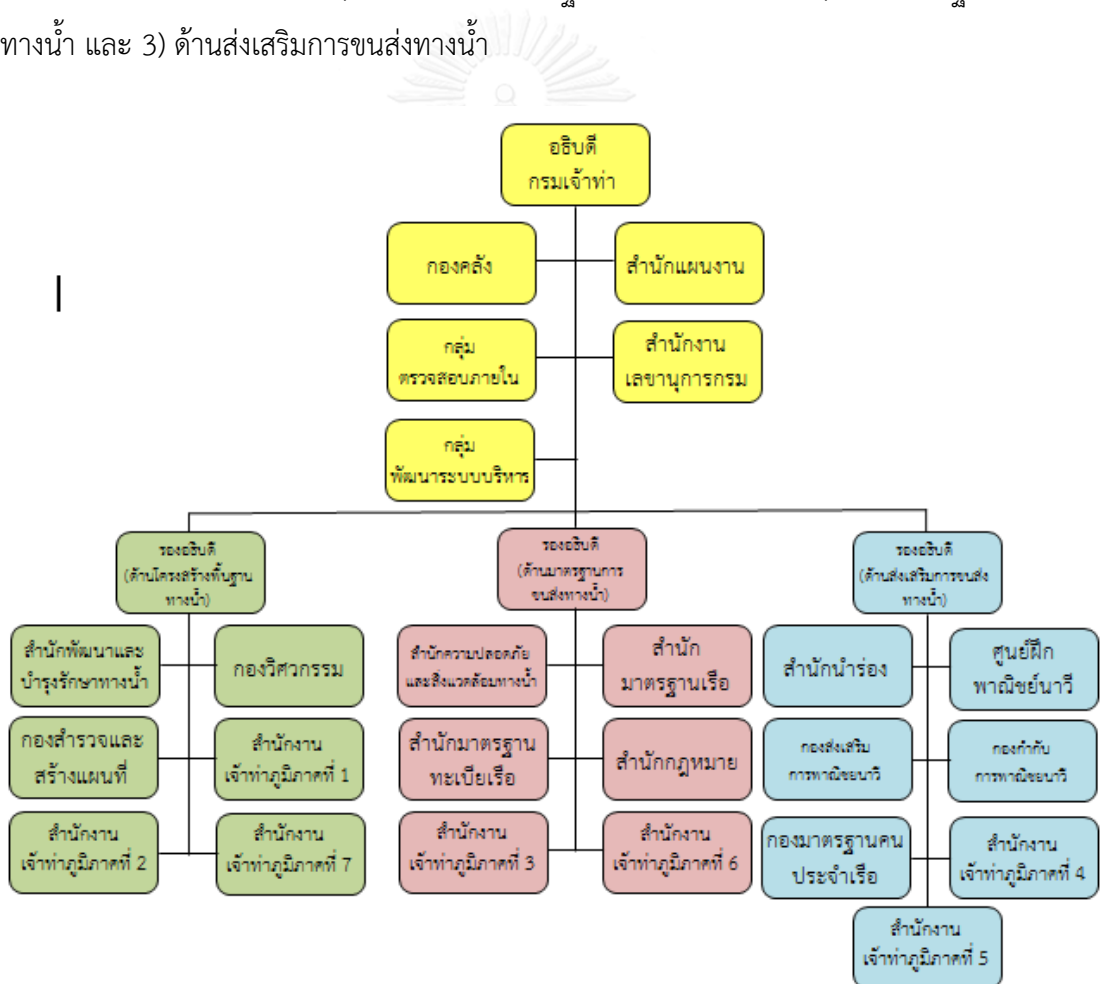 ทางน้ำ และ 3) ด้านส่งเสริมการขนส่งทางน้ำ
อธิบดี
กรมเจ้าท่า
กองคลัง
สำนักแผนงาน
กลุ่ม
ตรวจสอบภายใน
สำนักงาน
เลขานุการกรม
กลุ่ม
พัฒนาระบบบริหาร
รองอธิบดี
(ด้านโครงสร้างพื้นฐาน
ทางน้ำ)
รองอธิบดี
(ด้านมาตรฐานการ
ขนส่งทางน้ำ)
รองอธิบดี
(ด้านส่งเสริมการขนส่ง
ทางน้ำ)
สำนักพัฒนาและ
บำรุงรักษาทางน้ำ
กองวิศวกรรม
กองสำรวจและ
สร้างแผนที่
สำนักงาน
เจ้าท่าภูมิภาคที่ 1
สำนักงาน
เจ้าท่าภูมิภาคที่ 2
สำนักงาน
เจ้าท่าภูมิภาคที่ 7
สำนักความปลอดภัย
และสิ่งแวดล้อมทางน้ำ
สำนัก
มาตรฐานเรือ
สำนักมาตรฐาน
ทะเบียเรือ
สำนักกฎหมาย
สำนักงาน
เจ้าท่าภูมิภาคที่ 3
สำนักงาน
เจ้าท่าภูมิภาคที่ 6
สำนักนำร่อง
ศูนย์ฝึก
พาณิชย์นาวี
กองส่งเสริม
การพาณิชยนาวี
กองกำกับ
การพาณิชยนาวี
กองมาตรฐานคน
ประจำเรือ
สำนักงาน
เจ้าท่าภูมิภาคที่ 4
สำนักงาน
เจ้าท่าภูมิภาคที่ 5